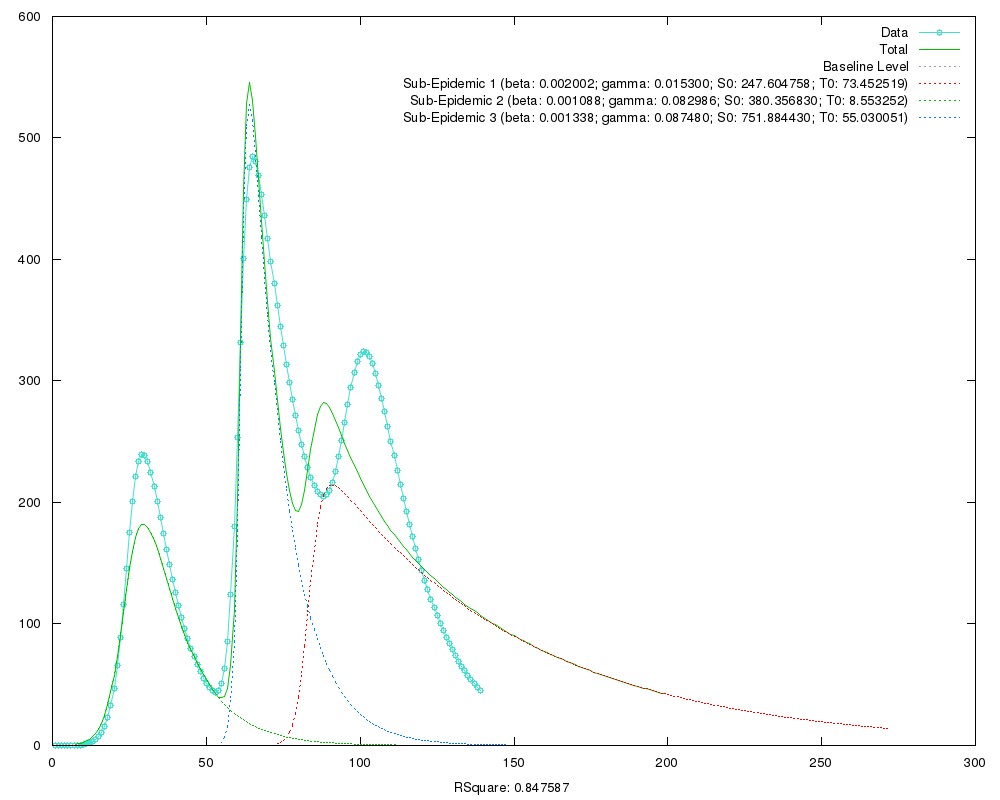 600
500
400
300
200
100
0
Data
Total
Baseline Level
Sub-Epidemic 1 (beta: 0.002002; gamma: 0.015300; S0: 247.604758; T0: 73.452519)
Sub-Epidemic 2 (beta: 0.001088; gamma: 0.082986; S0: 380.356830; T0: 8.553252)
Sub-Epidemic 3 (beta: 0.001338; gamma: 0.087480; S0: 751.884430; T0: 55.030051)
0 50 100 150 200 250 300
RSquare: 0.847587